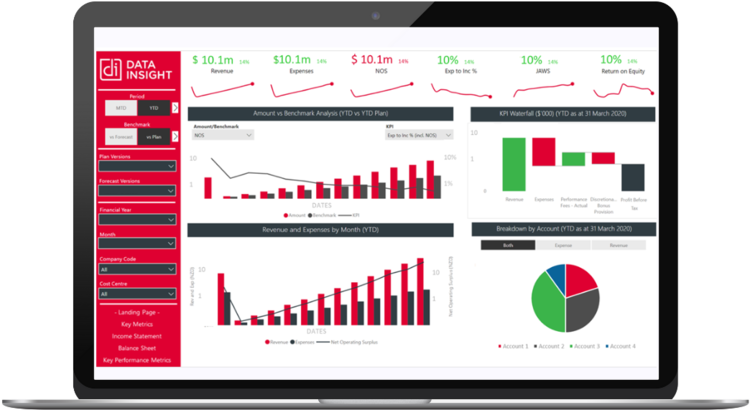 DATA
INSIGHT
Period
MTD YTD
Benchmark
vs Forecast vs Plan
Plan Versions
Forecast Versions
Financial Year
Month
Company Code
All
Cost Centre
All
- Landing Page -
Key Metrics
Income Statement
Balance Sheet
Key Performance Metrics
$ 10.1m 14%
Revenue
$10.1m 14%
Expenses
$ 10.1m 14%
NOS
10% 14%
Exp to Inc %
10% 14%
JAWS
10% 14%
Return on Equity
Amount vs Benchmark Analysis (YTD vs YTD Plan)
Amount/Benchmark
NOS
KPI
Exp to Inc % (incl. NOS)
10
1
10%
1%
DATES
Amount Benchmark KPI
KPI Waterfall ($'000) (YTD as at 31 March 2020)
10
1
Revenue
Expenses
Performance
Fees - Actual
Discretiona...
Bonus
Provision
Profit Before
Tax
Revenue and Expenses by Month (YTD)
Rev and Exp (NZD)
10
1
10
1
Net Operating Surplus (NZD)
DATES
Revenue Expenses Net Operating Surplus
Breakdown by Account (YTD as at 31 March 2020)
Both Expense Revenue
Account 1 Account 2 Account 3 Account 4